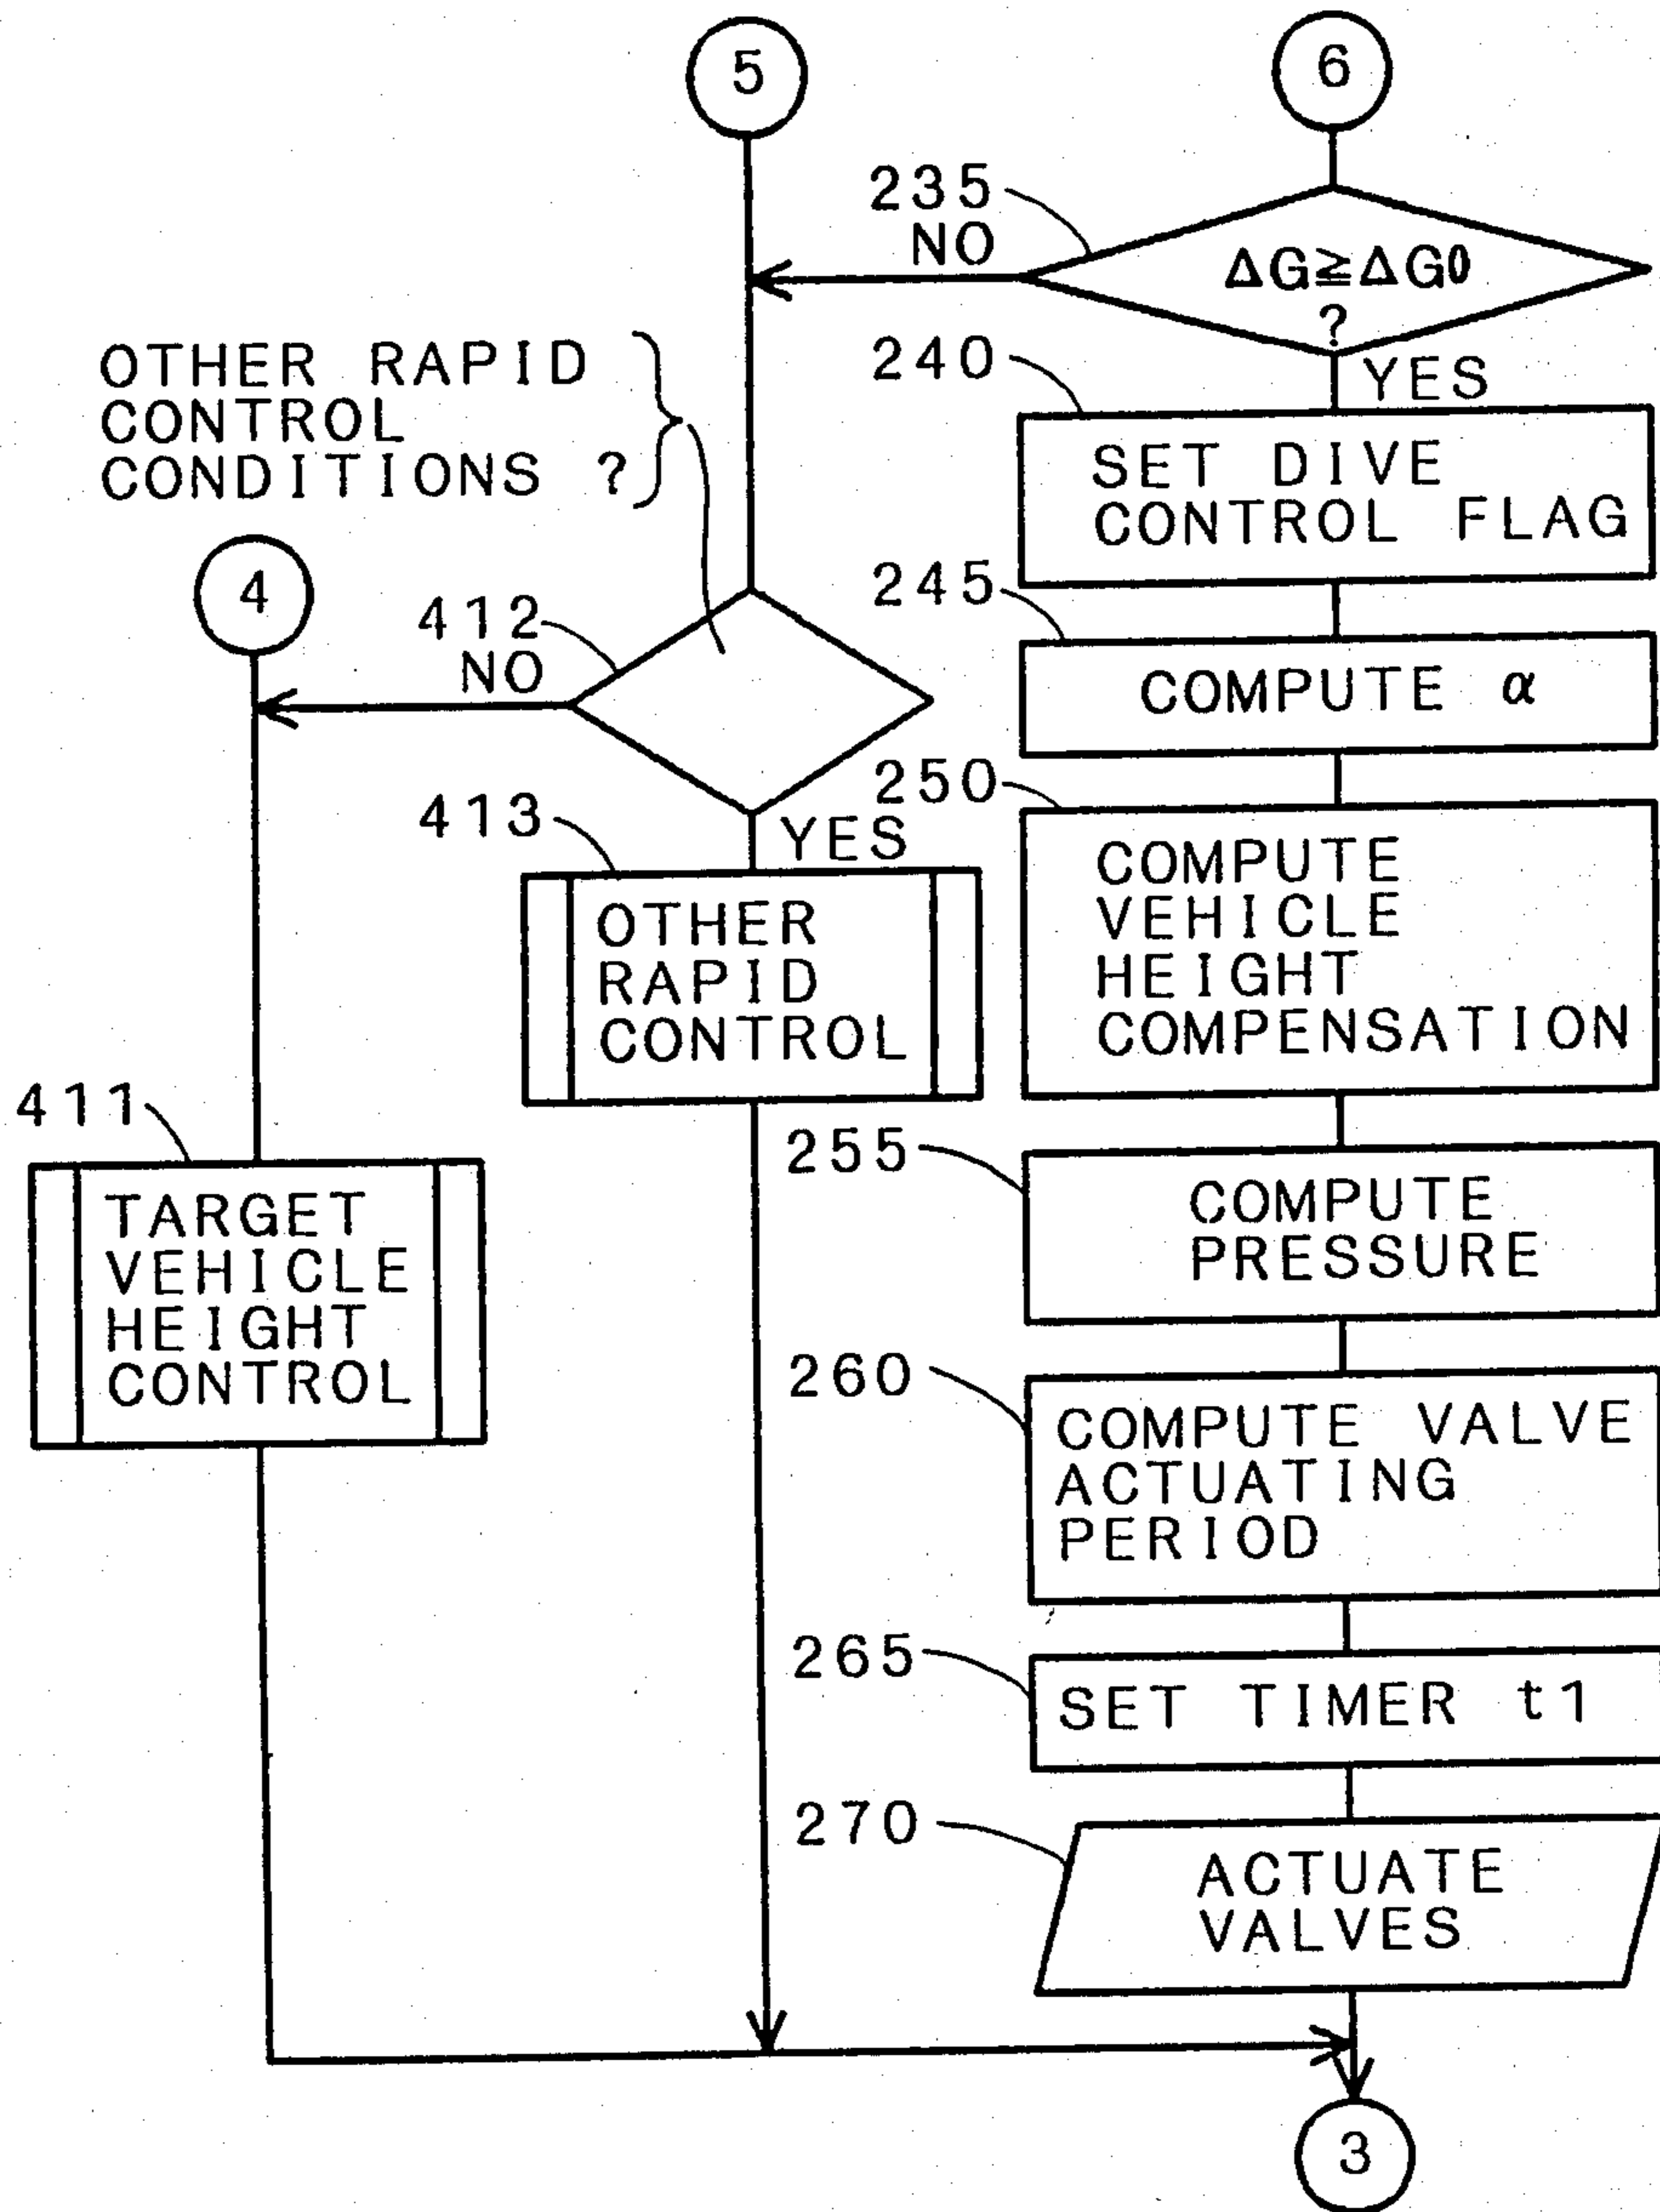 5
6
235
NO
ΔG≧ΔG0
?
YES
OTHER RAPID
CONTROL
CONDITIONS ?
240
SET DIVE
CONTROL FLAG
4
412
NO
245
COMPUTE α
YES
413
OTHER
RAPID
CONTROL
250
COMPUTE
VEHICLE
HEIGHT
COMPENSATION
411
TARGET
VEHICLE
HEIGHT
CONTROL
255
COMPUTE
PRESSURE
260
COMPUTE VALVE
ACTUATING
PERIOD
265
SET TIMER t1
270
ACTUATE
VALVES
3